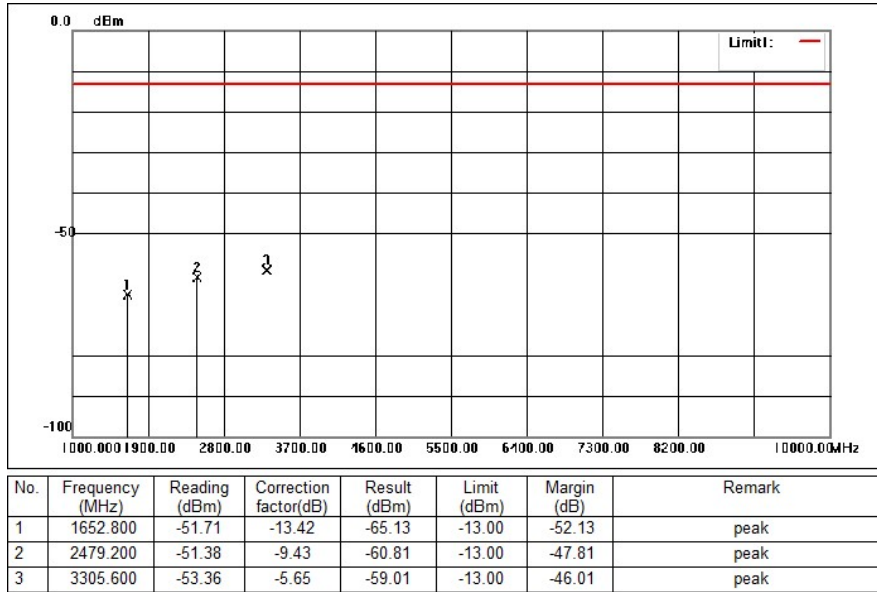 0.0 dBm
Limit1:
-50
1
2
3
-100
1000.000 1900.00 2800.00 3700.00 4600.00 5500.00 6400.00 7300.00 8200.00 10000.00 MHz
No. Frequency (MHz) Reading (dBm) Correction factor(dB) Result (dBm) Limit (dBm) Margin (dB) Remark
1 1652.800 -51.71 -13.42 -65.13 -13.00 -52.13 peak
2 2479.200 -51.38 -9.43 -60.81 -13.00 -47.81 peak
3 3305.600 -53.36 -5.65 -59.01 -13.00 -46.01 peak